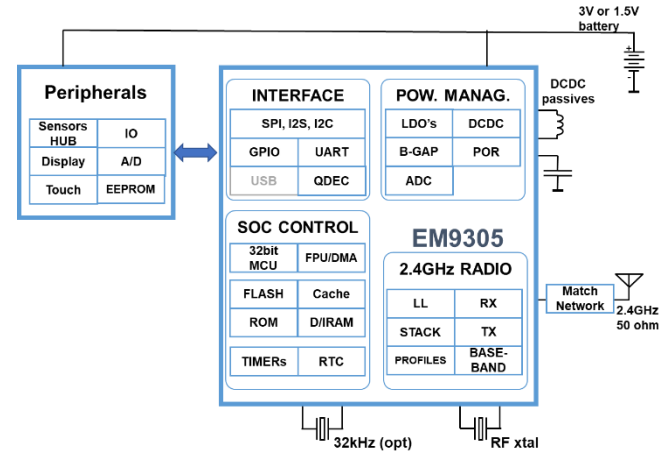 3V or 1.5V
battery
+
-
Peripherals
Sensors
HUB
IO
Display
A/D
Touch
EEPROM
INTERFACE
SPI, I2S, I2C
GPIO
UART
USB
QDEC
POW. MANAG.
LDO's
DCDC
B-GAP
POR
ADC
DCDC
passives
SOC CONTROL
32bit
MCU
FPU/DMA
FLASH
Cache
ROM
D/IRAM
TIMERs
RTC
EM9305
2.4GHz RADIO
LL
RX
STACK
TX
PROFILES
BASE-
BAND
Match
Network
2.4GHz
50 ohm
32kHz (opt)
RF xtal